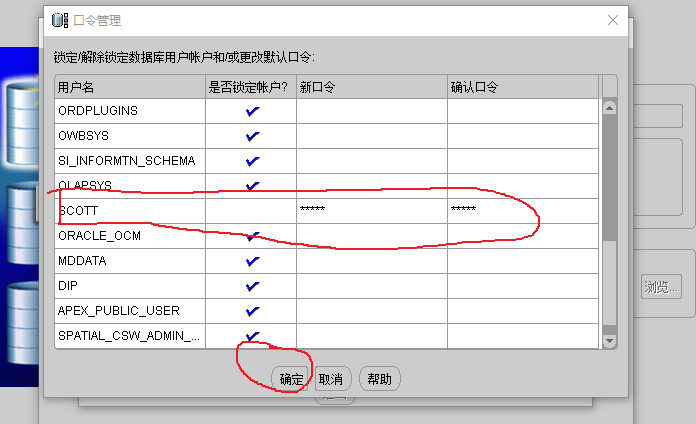 口令管理
锁定/解除锁定数据库用户帐户和/或更改默认口令:
用户名 是否锁定帐户? 新口令 确认口令
ORDPLUGINS
OWBSYS
SI_INFORMTN_SCHEMA
OLAPSYS
SCOTT ***** *****
ORACLE_OCM
MDDATA
DIP
浏览...
APEX_PUBLIC_USER
SPATIAL_CSW_ADMIN_...
确定 取消 帮助